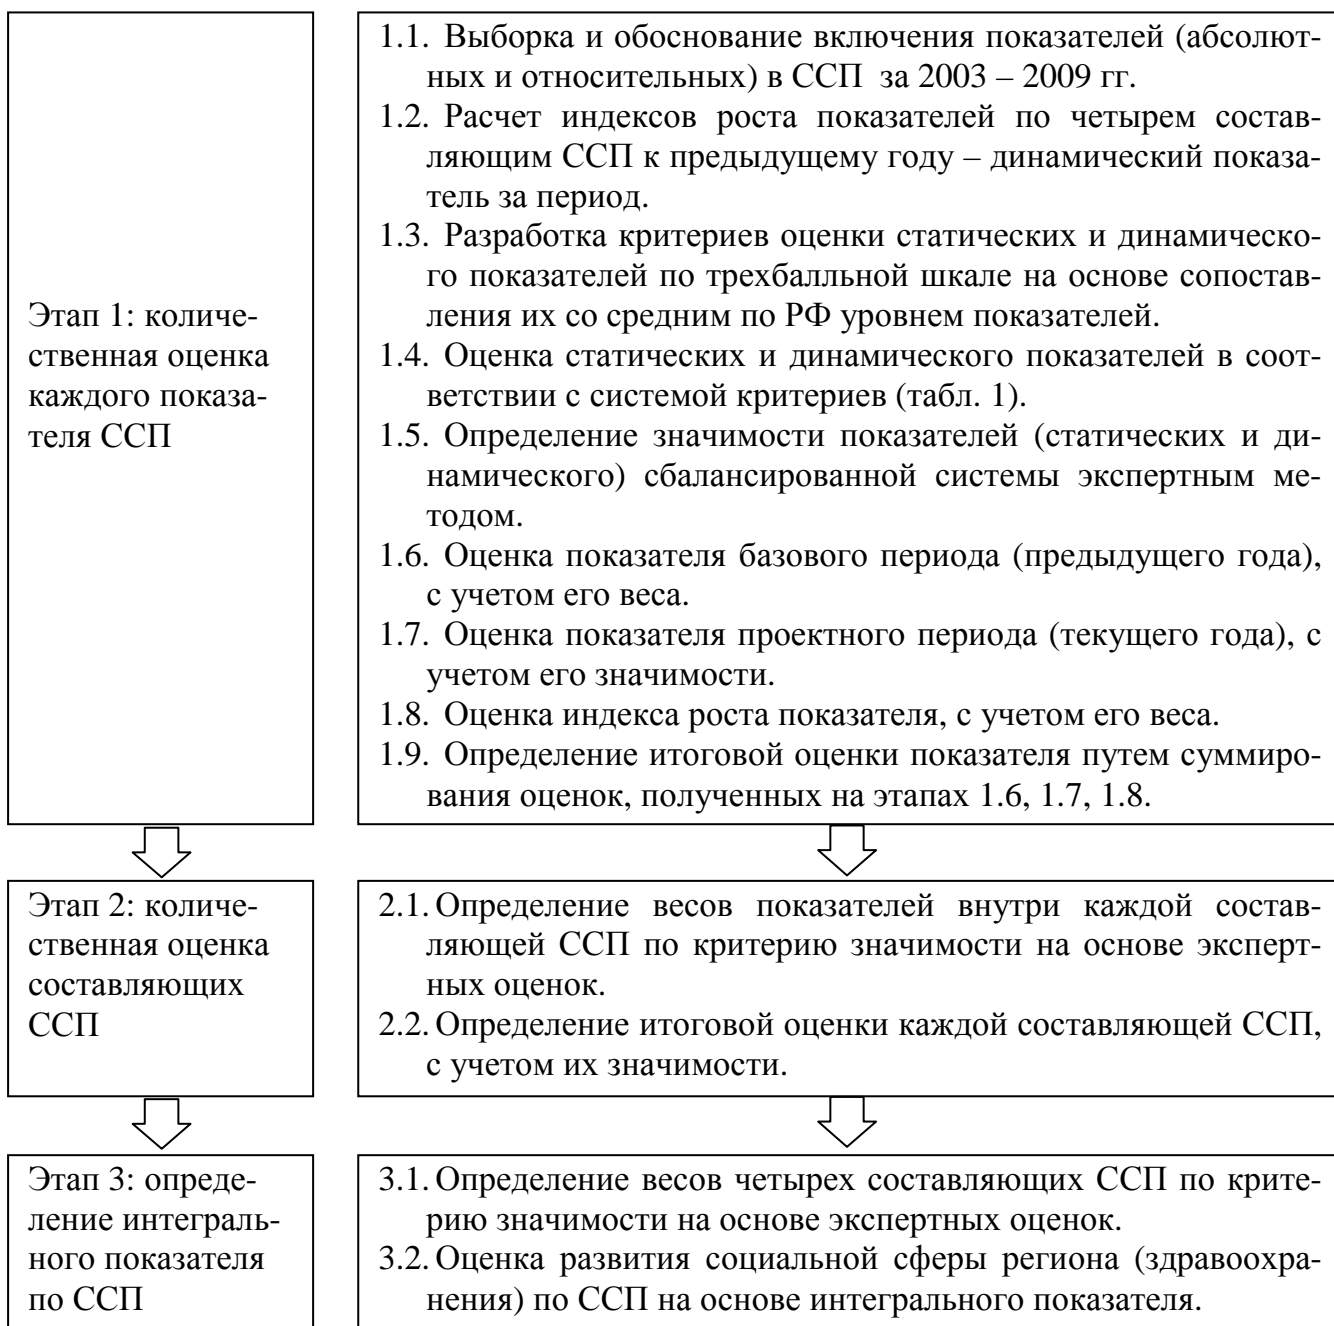 Этап 1: количе-
ственная оценка
каждого показа-
теля ССП
1.1. Выборка и обоснование включения показателей (абсолют-
ных и относительных) в ССП за 2003 – 2009 гг.
1.2. Расчет индексов роста показателей по четырем состав-
ляющим ССП к предыдущему году – динамический показа-
тель за период.
1.3. Разработка критериев оценки статических и динамическо-
го показателей по трехбалльной шкале на основе сопостав-
ления их со средним по РФ уровнем показателей.
1.4. Оценка статических и динамического показателей в соот-
ветствии с системой критериев (табл. 1).
1.5. Определение значимости показателей (статических и ди-
намического) сбалансированной системы экспертным ме-
тодом.
1.6. Оценка показателя базового периода (предыдущего года),
с учетом его веса.
1.7. Оценка показателя проектного периода (текущего года), с
учетом его значимости.
1.8. Оценка индекса роста показателя, с учетом его веса.
1.9. Определение итоговой оценки показателя путем суммиро-
вания оценок, полученных на этапах 1.6, 1.7, 1.8.
Этап 2: количе-
ственная оценка
составляющих
ССП
2.1. Определение весов показателей внутри каждой состав-
ляющей ССП по критерию значимости на основе эксперт-
ных оценок.
2.2. Определение итоговой оценки каждой составляющей ССП,
с учетом их значимости.
Этап 3: опреде-
ление интеграль-
ного показателя
по ССП
3.1. Определение весов четырех составляющих ССП по крите-
рию значимости на основе экспертных оценок.
3.2. Оценка развития социальной сферы региона (здравоохра-
нения) по ССП на основе интегрального показателя.